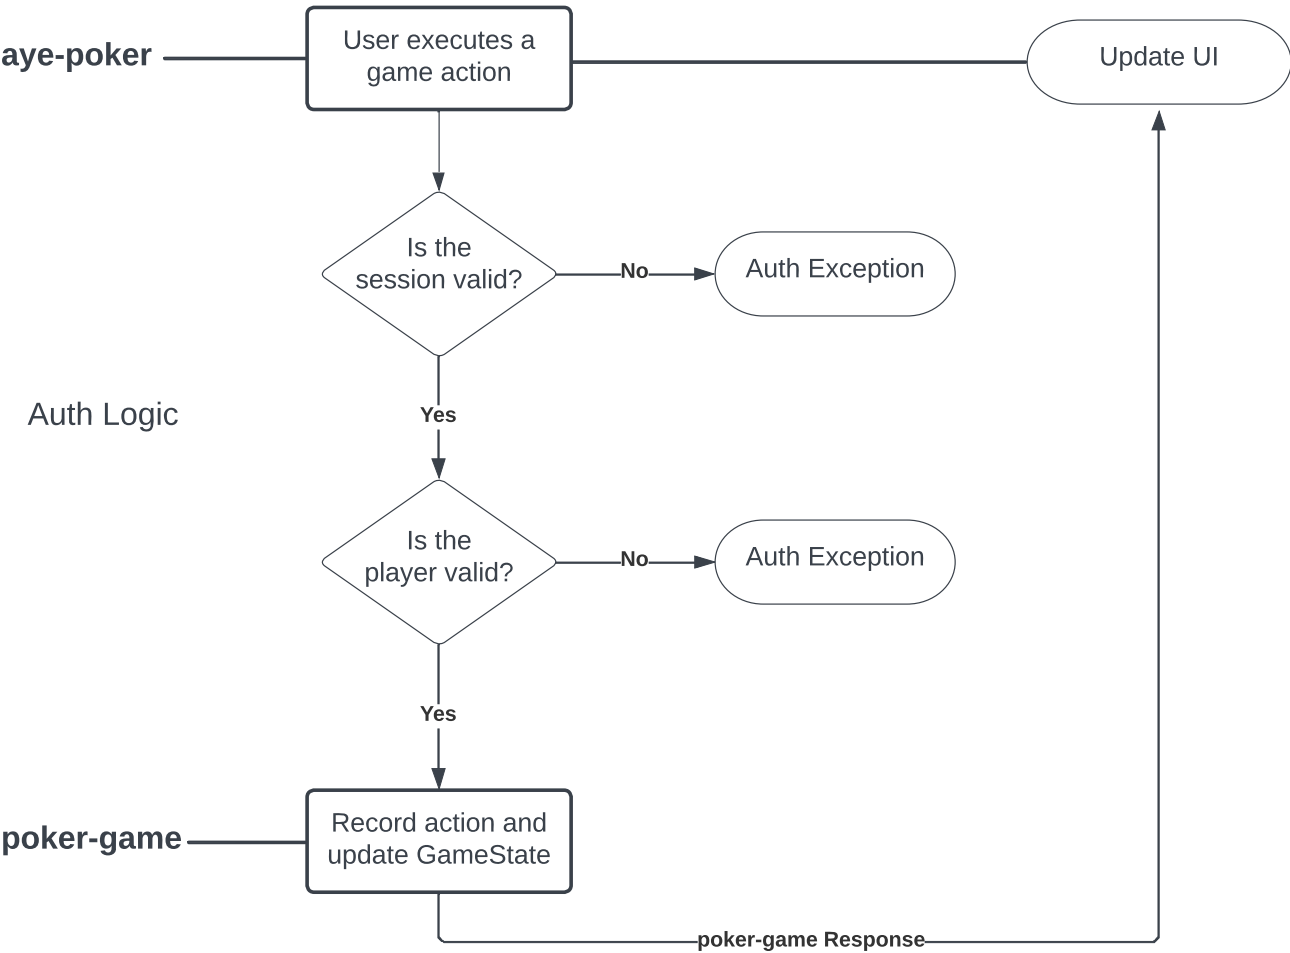 aye-poker
User executes a
game action
Update UI
Is the
session valid?
No
Auth Exception
Yes
Auth Logic
Is the
player valid?
No
Auth Exception
Yes
poker-game
Record action and
update GameState
poker-game Response